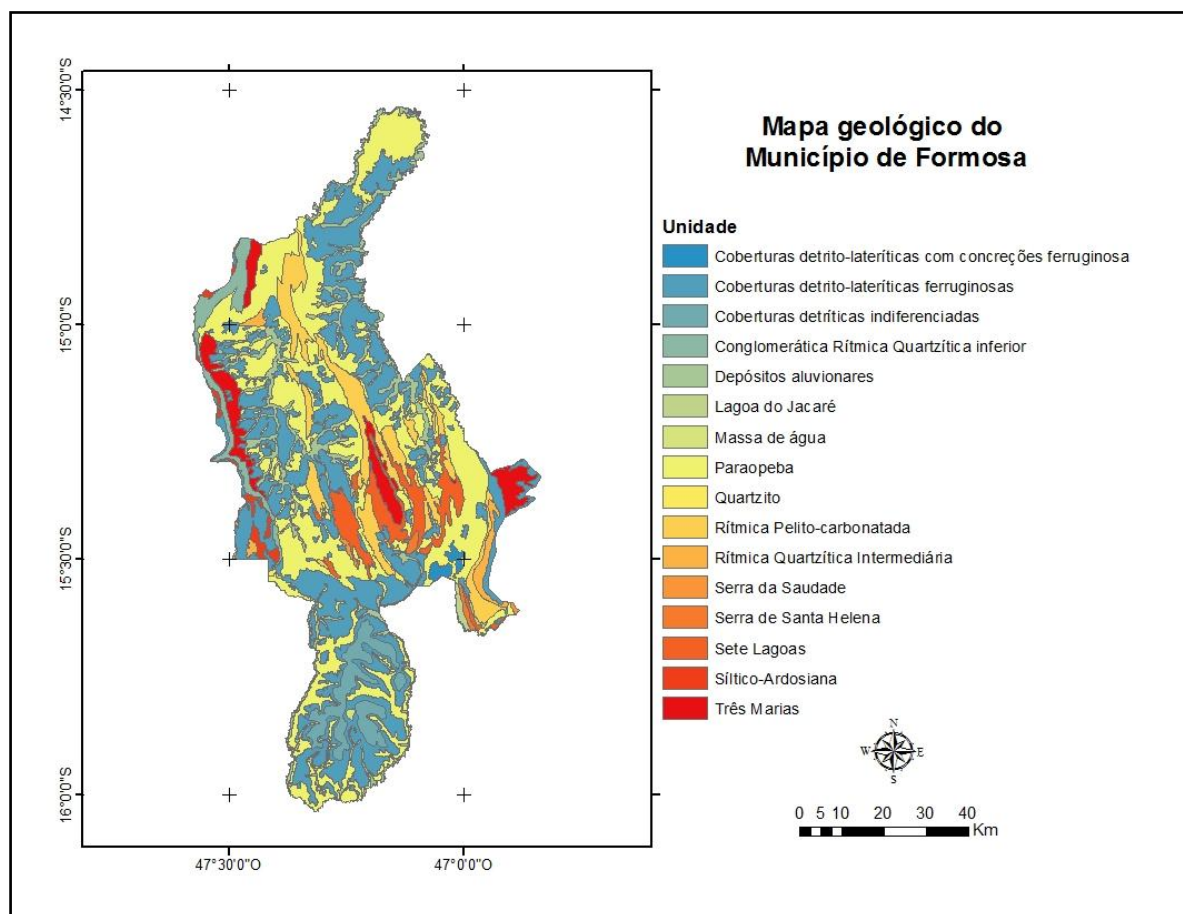 Mapa geológico do
Município de Formosa
14°30'0"S
15°0'0"S
15°30'0"S
16°0'0"S
47°30'0"O
47°0'0"O
Unidade
Coberturas detrito-lateríticas com concreções ferruginosa
Coberturas detrito-lateríticas ferruginosas
Coberturas detríticas indiferenciadas
Conglomerática Rítmica Quartzítica inferior
Depósitos aluvionares
Lagoa do Jacaré
Massa de água
Paraopeba
Quartzito
Rítmica Pelito-carbonatada
Rítmica Quartzítica Intermediária
Serra da Saudade
Serra de Santa Helena
Sete Lagoas
Síltico-Ardosiana
Três Marias
N
W E
S
0 5 10 20 30 40
Km